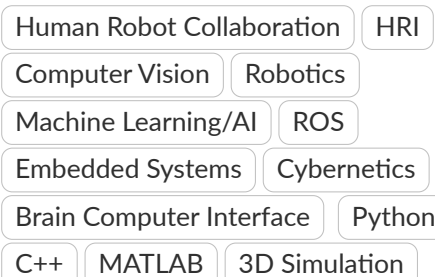 Human Robot Collaboration HRI
Computer Vision Robotics
Machine Learning/AI ROS
Embedded Systems Cybernetics
Brain Computer Interface Python
C++ MATLAB 3D Simulation